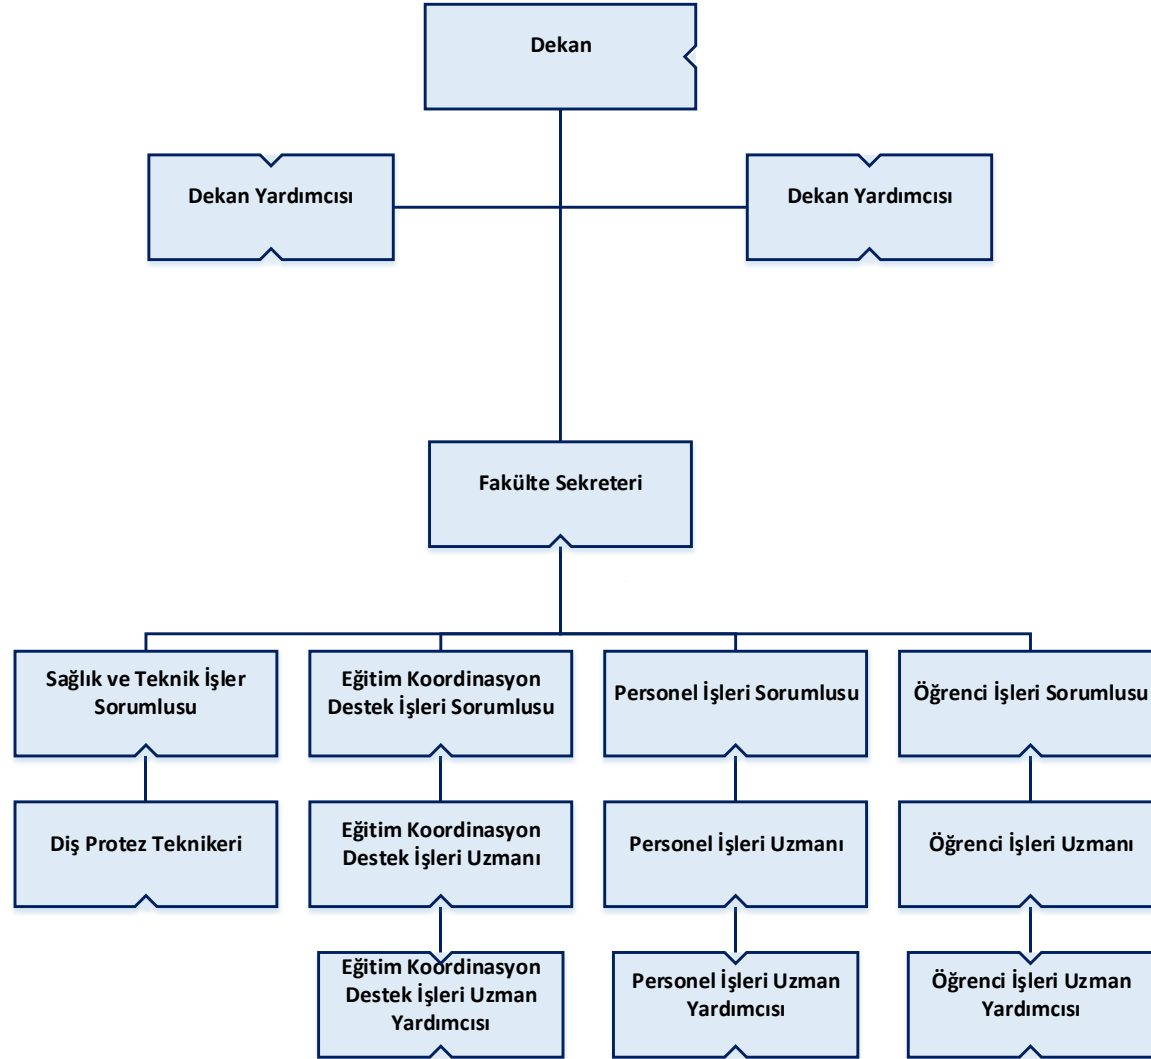 Dekan
Dekan Yardımcısı
Dekan Yardımcısı
Fakülte Sekreteri
Sağlık ve Teknik İşler
Sorumlusu
Eğitim Koordinasyon
Destek İşleri Sorumlusu
Personel İşleri Sorumlusu
Öğrenci İşleri Sorumlusu
Diş Protez Teknikeri
Eğitim Koordinasyon
Destek İşleri Uzmanı
Personel İşleri Uzmanı
Öğrenci İşleri Uzmanı
Eğitim Koordinasyon
Destek İşleri Uzman
Yardımcısı
Personel İşleri Uzman
Yardımcısı
Öğrenci İşleri Uzman
Yardımcısı